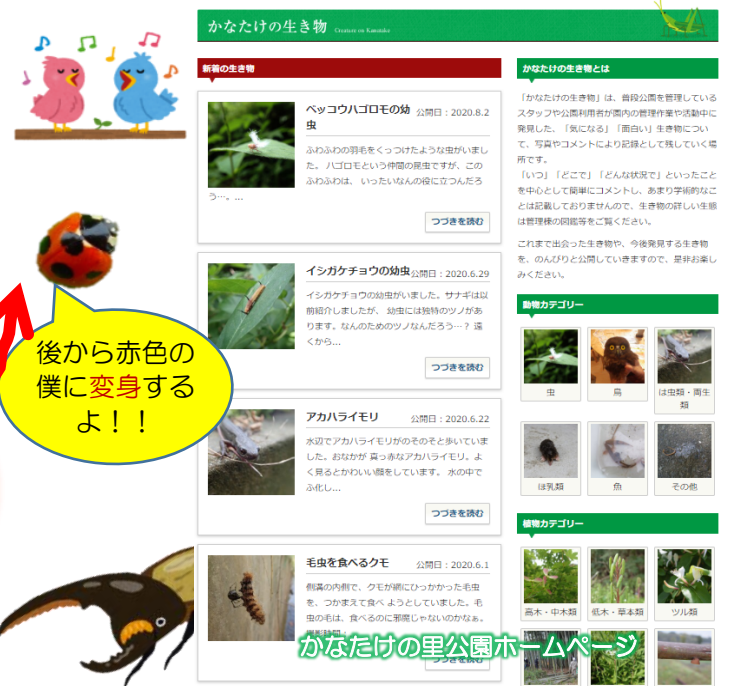 かなたけの生き物 Creature on Kanatake
新着の生き物
ベッコウハゴロモの幼
虫
公開日：2020.8.2
ふわふわの羽毛をくっつけたような虫がいまし
た。 ハゴロモという仲間の昆虫ですが、この
ふわふわは、 いったいなんの役に立つんだろ
う…。...
つづきを読む
イシガケチョウの幼虫
公開日：2020.6.29
イシガケチョウの幼虫がいました。サナギは以
前紹介しましたが、 幼虫には独特のツノがあ
ります。なんのためのツノなんだろう…？ 遠
くから...
つづきを読む
アカハライモリ
公開日：2020.6.22
水辺でアカハライモリがのそのそと歩いていま
した。おなかが 真っ赤なアカハライモリ。よ
く見るとかわいい顔をしています。 水の中で
ふ化し...
つづきを読む
毛虫を食べるクモ
公開日：2020.6.1
側溝の内側で、クモが網にひっかかった毛虫
を、つかまえて食べ ようとしていました。毛
虫の毛は、食べるのに邪魔じゃないのかなぁ。
つづきを読む
かなたけの生き物とは
「かなたけの生き物」は、普段公園を管理している
スタッフや公園利用者が園内の管理作業や活動中に
発見した、「気になる」「面白い」生き物につい
て、写真やコメントにより記録として残していく場
所です。
「いつ」「どこで」「どんな状況で」といったこと
を中心として簡単にコメントし、あまり学術的なこ
とは記載しておりませんので、生き物の詳しい生態
は管理棟の図鑑等をご覧ください。
これまで出会った生き物や、今後発見する生き物
を、のんびりと公開していきますので、是非お楽し
みください。
動物カテゴリー
虫
鳥
は虫類・両生
類
ほ乳類
魚
その他
植物カテゴリー
高木・中木類
低木・草本類
ツル類
後から赤色の
僕に変身する
よ！！
かなたけの里公園ホームページ